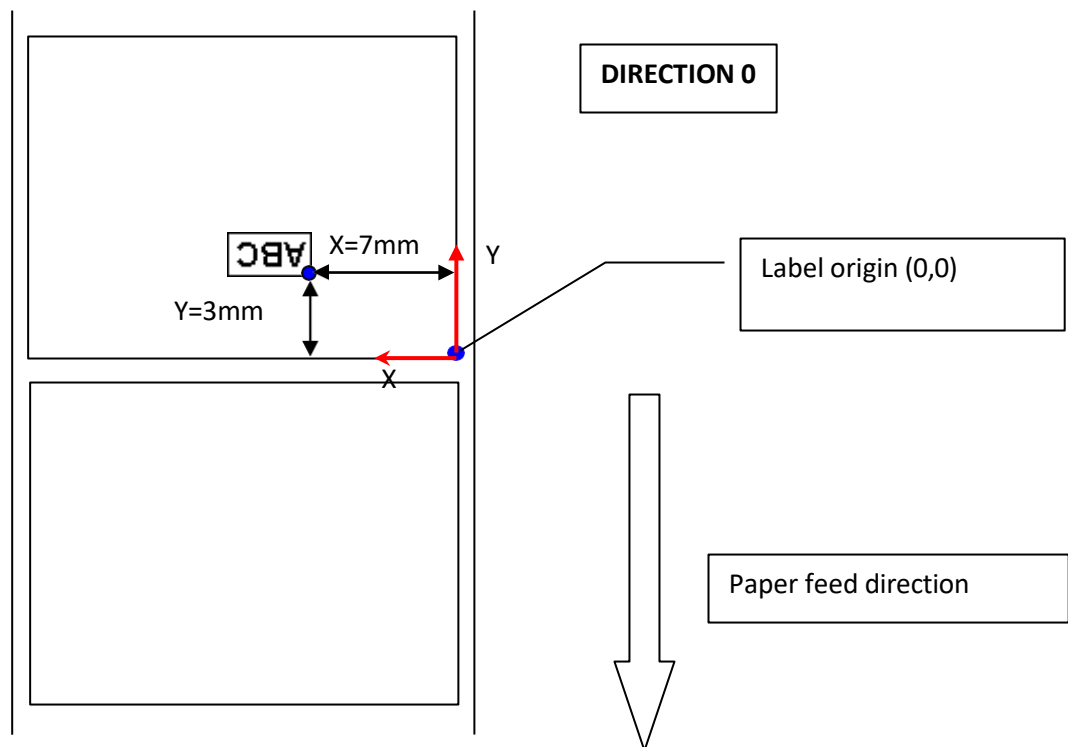 DIRECTION 0
ABC
X=7mm
Y
Label origin (0,0)
Y=3mm
X
Paper feed direction